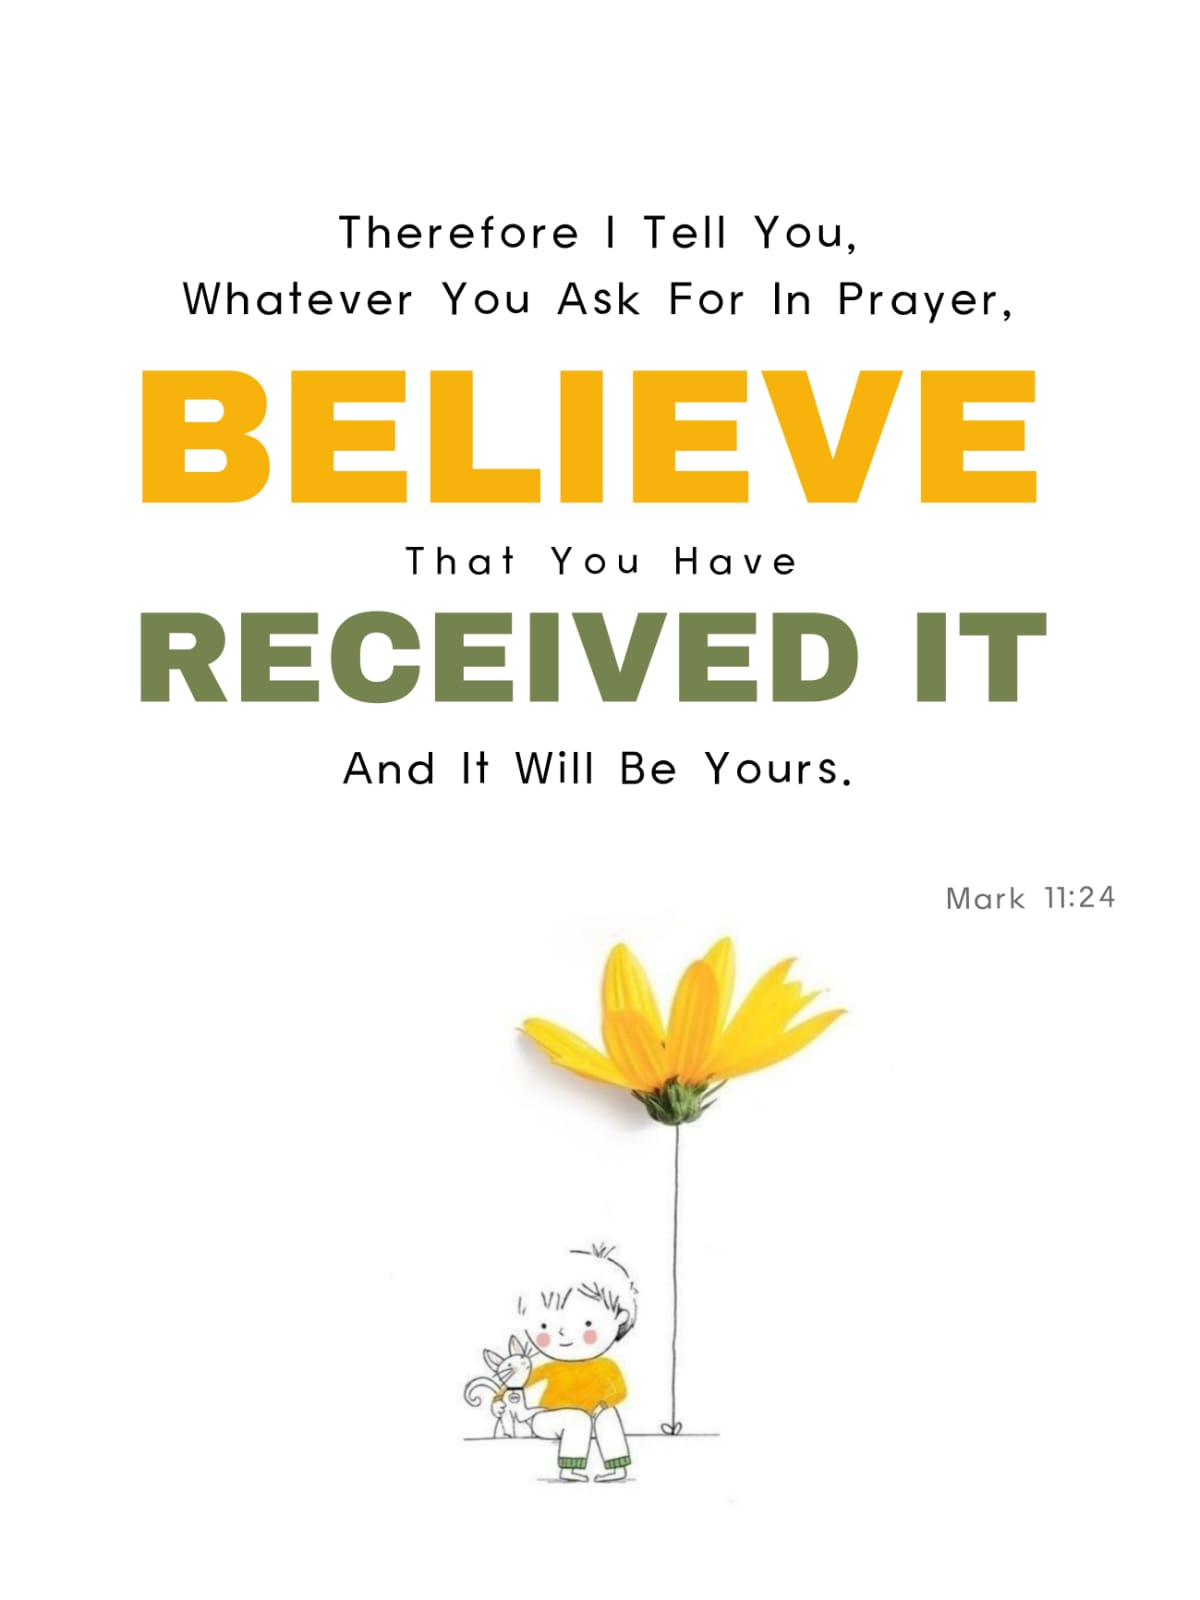 Therefore I Tell You,
Whatever You Ask For In Prayer,
BELIEVE
That You Have
RECEIVED IT
And It Will Be Yours.
Mark 11:24